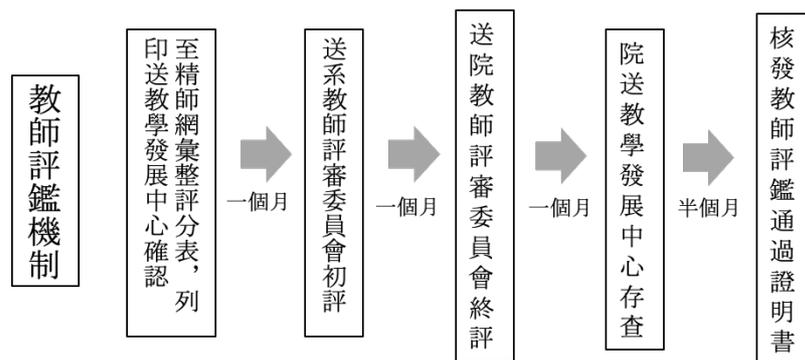 教師評鑑機制
至精師網彙整評分表，列
印送教學發展中心確認
一個月
送系教師評審委員會初評
一個月
送院教師評審委員會終評
一個月
院送教學發展中心存查
半個月
核發教師評鑑通過證明書